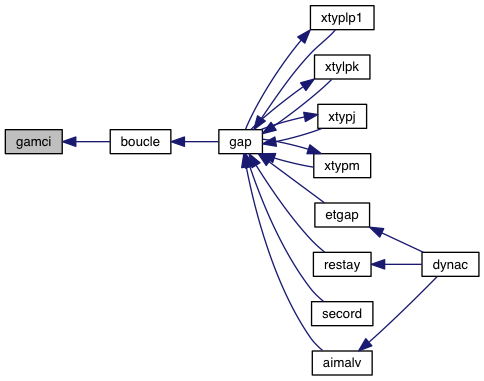 xtyplp1
xtylpk
xtypj
gamci
boucle
gap
xtypm
etgap
restay
dynac
secord
aimalv